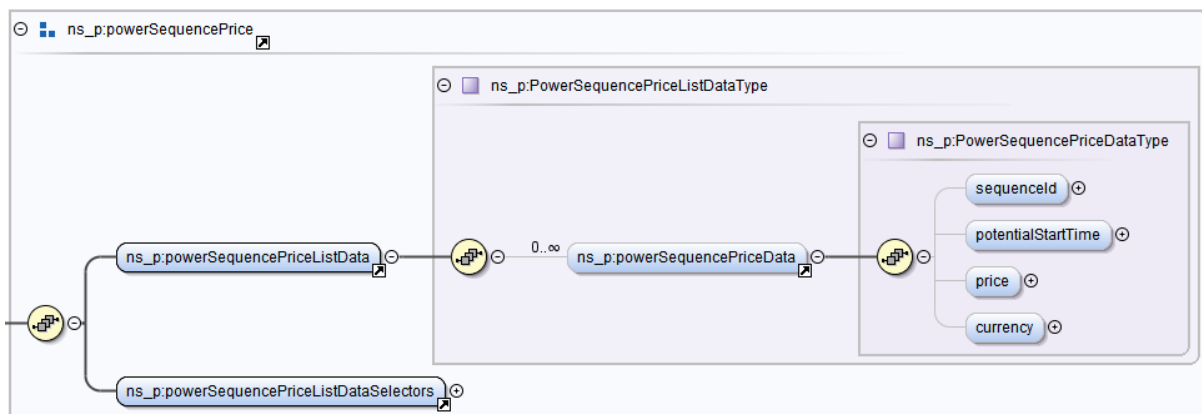 ns_p:powerSequencePrice
ns_p:PowerSequencePriceListDataType
ns_p:PowerSequencePriceDataType
sequenceId
potentialStartTime
price
currency
0..∞
ns_p:powerSequencePriceListData
ns_p:powerSequencePriceData
ns_p:powerSequencePriceListDataSelectors